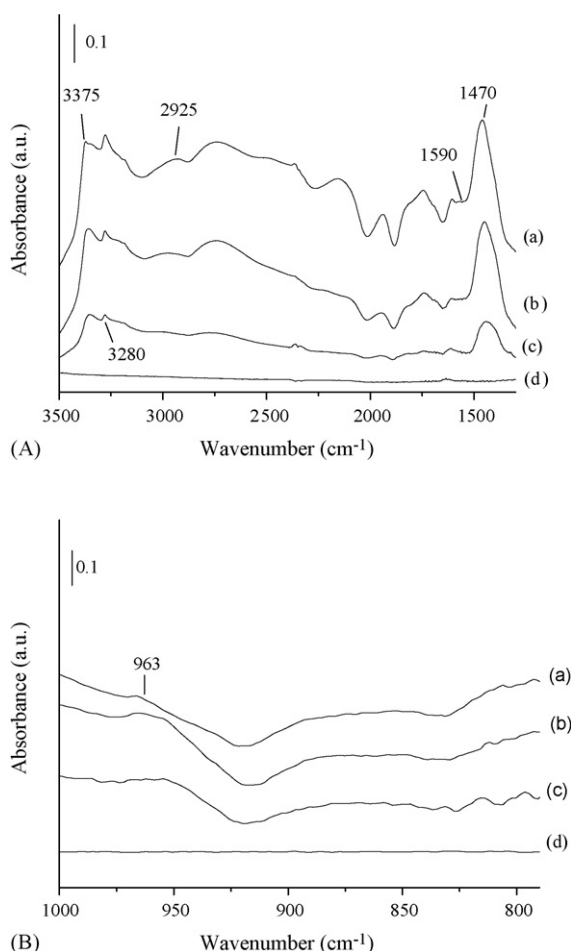 0.1
3375
2925
1470
1590
(a)
(b)
(c)
3280
(d)
Absorbance (a.u.)
3500 3000 2500 2000 1500
(A) Wavenumber (cm-1)
0.1
963
(a)
(b)
(c)
(d)
Absorbance (a.u.)
1000 950 900 850 800
(B) Wavenumber (cm-1)